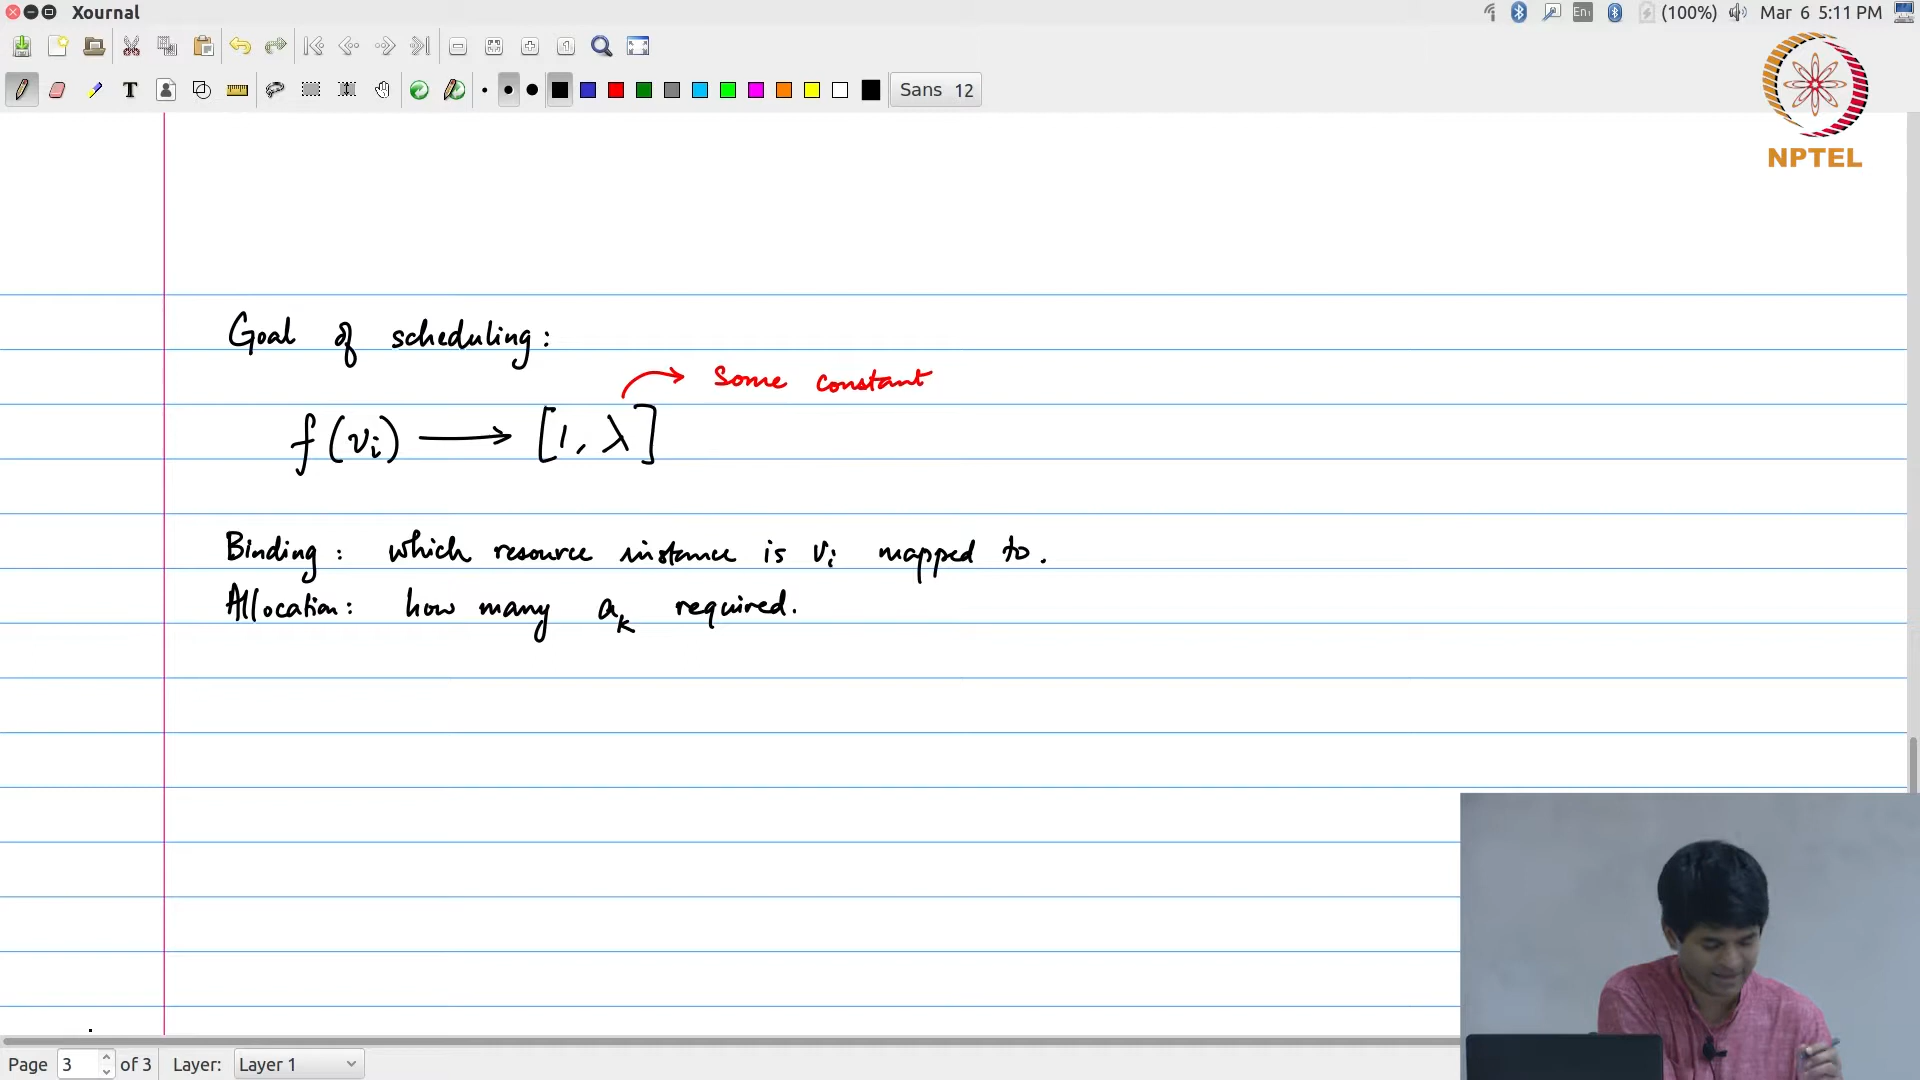 Xournal
En1
(100%)
Mar 6 5:11 PM
Sans 12
NPTEL
Goal of scheduling:
Some constant
f(vi) ⟶ [1, λ]
Binding: which resource instance is vi mapped to.
Allocation: how many ak required.
Page 3 of 3 Layer: Layer 1